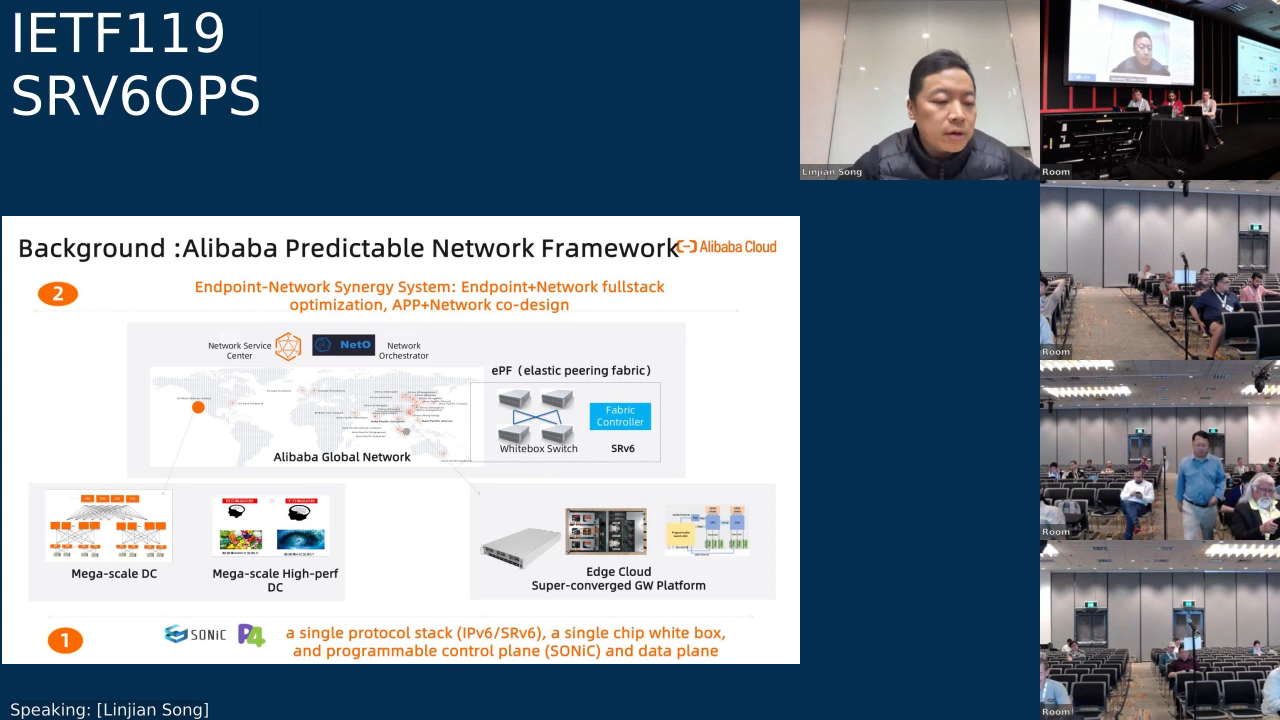 IETF119
SRV6OPS
Linjian Song
Room
Room
Room
Room
Background :Alibaba Predictable Network Framework
Alibaba Cloud
2
Endpoint-Network Synergy System: Endpoint+Network fullstack
optimization, APP+Network co-design
Network Service
Center
NetO
Network
Orchestrator
ePF（elastic peering fabric）
Fabric
Controller
Whitebox Switch
SRv6
Alibaba Global Network
Mega-scale DC
Mega-scale High-perf
DC
Edge Cloud
Super-converged GW Platform
1
SONiC
P4
a single protocol stack (IPv6/SRv6), a single chip white box,
and programmable control plane (SONiC) and data plane
Speaking: [Linjian Song]